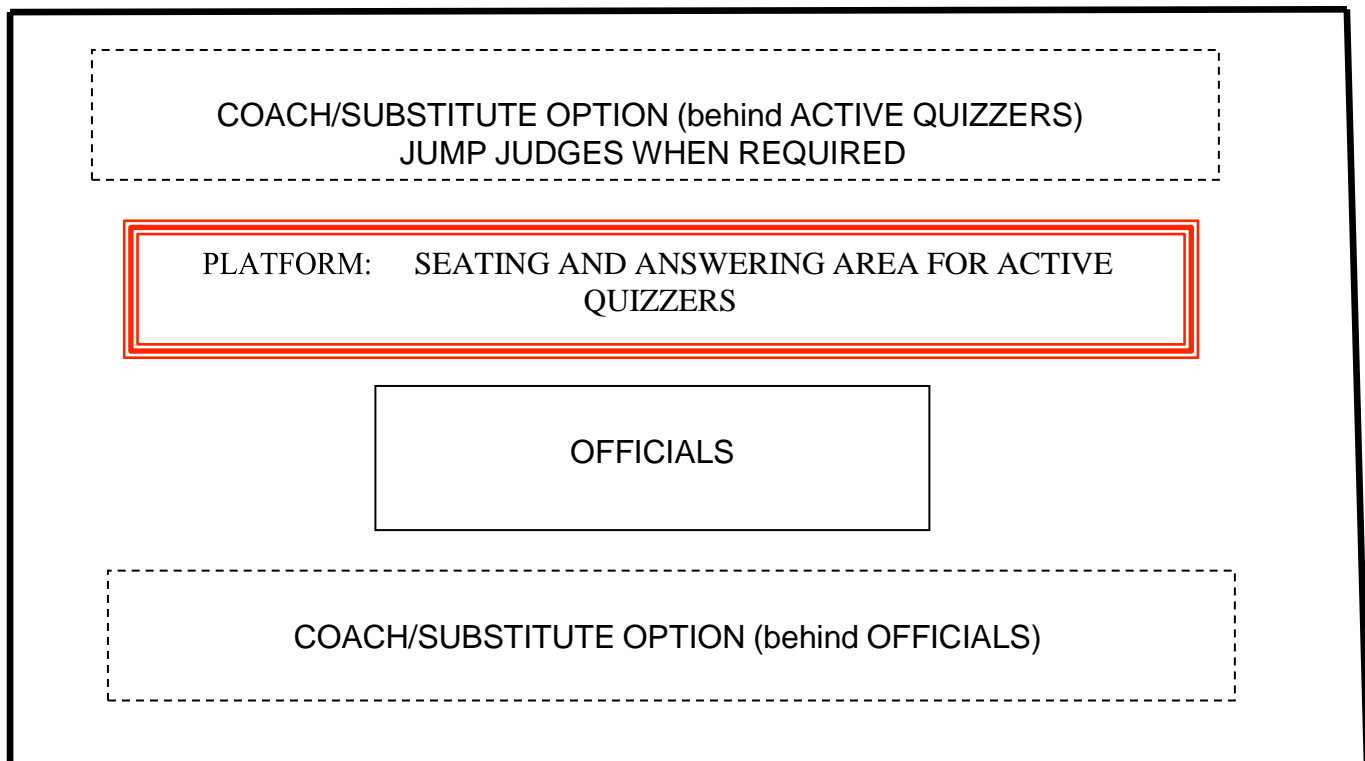 COACH/SUBSTITUTE OPTION (behind ACTIVE QUIZZERS)
JUMP JUDGES WHEN REQUIRED
PLATFORM: SEATING AND ANSWERING AREA FOR ACTIVE
QUIZZERS
OFFICIALS
COACH/SUBSTITUTE OPTION (behind OFFICIALS)